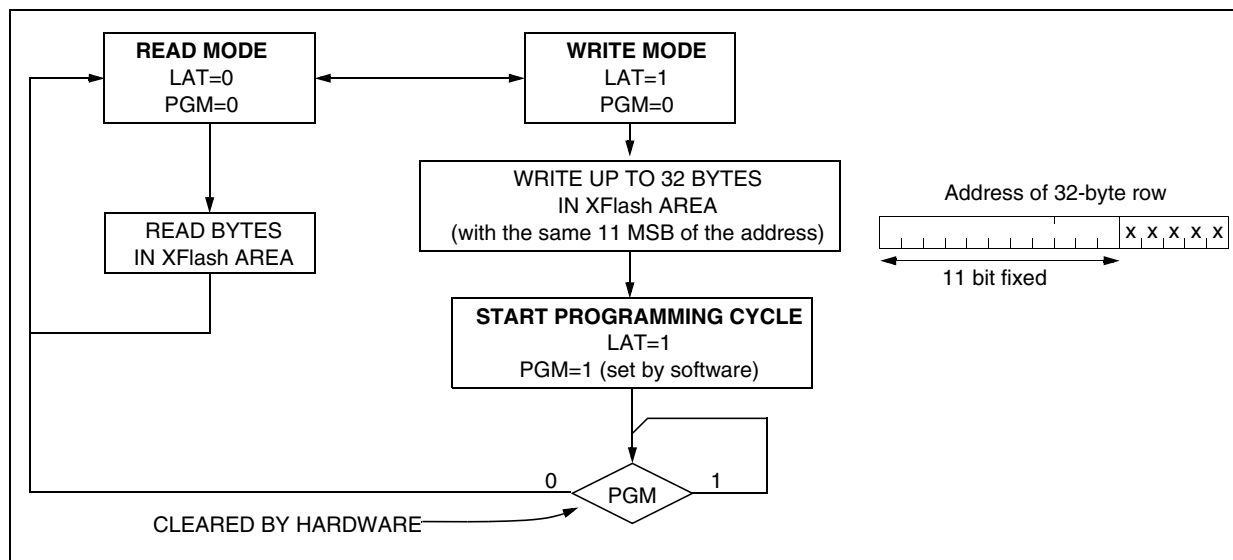 READ MODE
LAT=0
PGM=0
WRITE MODE
LAT=1
PGM=0
READ BYTES
IN XFlash AREA
WRITE UP TO 32 BYTES
IN XFlash AREA
(with the same 11 MSB of the address)
Address of 32-byte row
x x x x x
11 bit fixed
START PROGRAMMING CYCLE
LAT=1
PGM=1 (set by software)
0
PGM
1
CLEARED BY HARDWARE